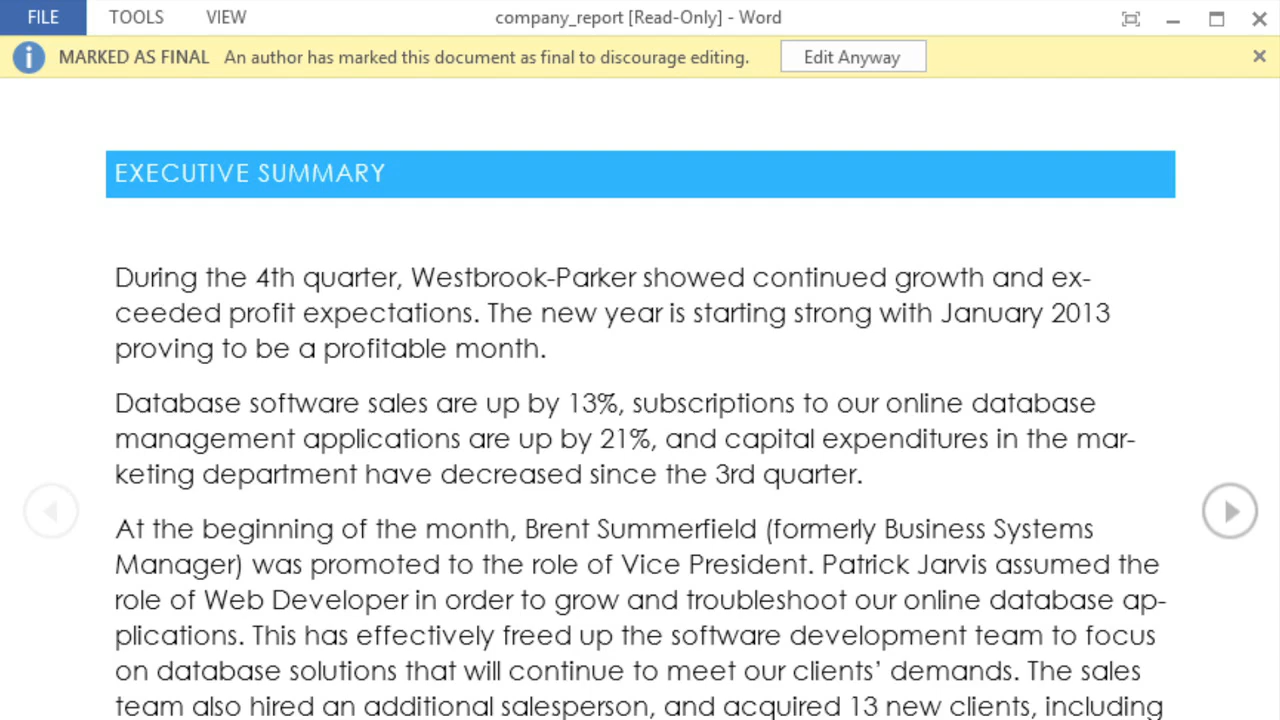 FILE TOOLS VIEW company_report [Read-Only] - Word
MARKED AS FINAL An author has marked this document as final to discourage editing. Edit Anyway
EXECUTIVE SUMMARY
During the 4th quarter, Westbrook-Parker showed continued growth and ex-
ceeded profit expectations. The new year is starting strong with January 2013
proving to be a profitable month.
Database software sales are up by 13%, subscriptions to our online database
management applications are up by 21%, and capital expenditures in the mar-
keting department have decreased since the 3rd quarter.
At the beginning of the month, Brent Summerfield (formerly Business Systems
Manager) was promoted to the role of Vice President. Patrick Jarvis assumed the
role of Web Developer in order to grow and troubleshoot our online database ap-
plications. This has effectively freed up the software development team to focus
on database solutions that will continue to meet our clients’ demands. The sales
team also hired an additional salesperson, and acquired 13 new clients, including